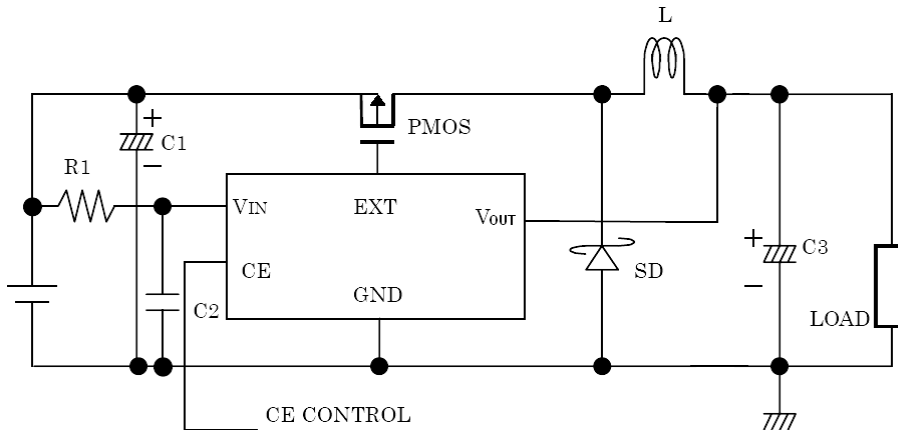 L
PMOS
+
C1
−
R1
VIN
EXT
VOUT
CE
SD
+
C3
−
GND
C2
LOAD
CE CONTROL